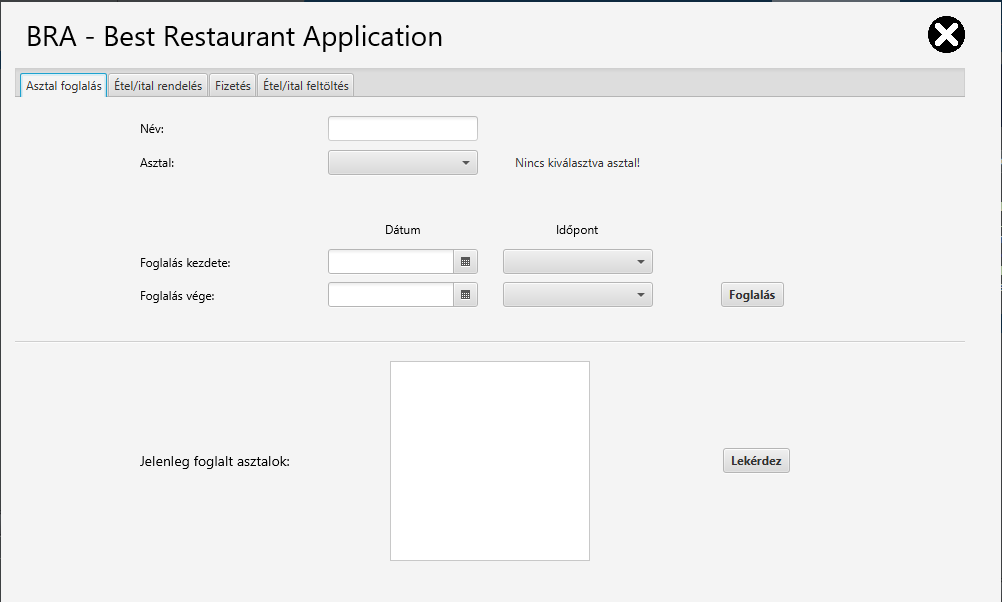 BRA - Best Restaurant Application
Asztal foglalás Étel/ital rendelés Fizetés Étel/ital feltöltés
Név:
Asztal: Nincs kiválasztva asztal!
Dátum Időpont
Foglalás kezdete:
Foglalás vége: Foglalás
Jelenleg foglalt asztalok: Lekérdez